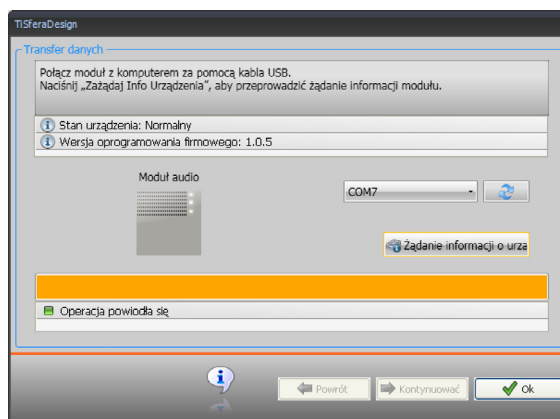 TiSferaDesign
Transfer danych
Połącz moduł z komputerem za pomocą kabla USB.
Naciśnij „Zażądaj Info Urządzenia”, aby przeprowadzić żądanie informacji modułu.
Stan urządzenia: Normalny
Wersja oprogramowania firmowego: 1.0.5
Moduł audio
COM7
Żądanie informacji o urza
Operacja powiodła się
Powrót
Kontynuować
Ok